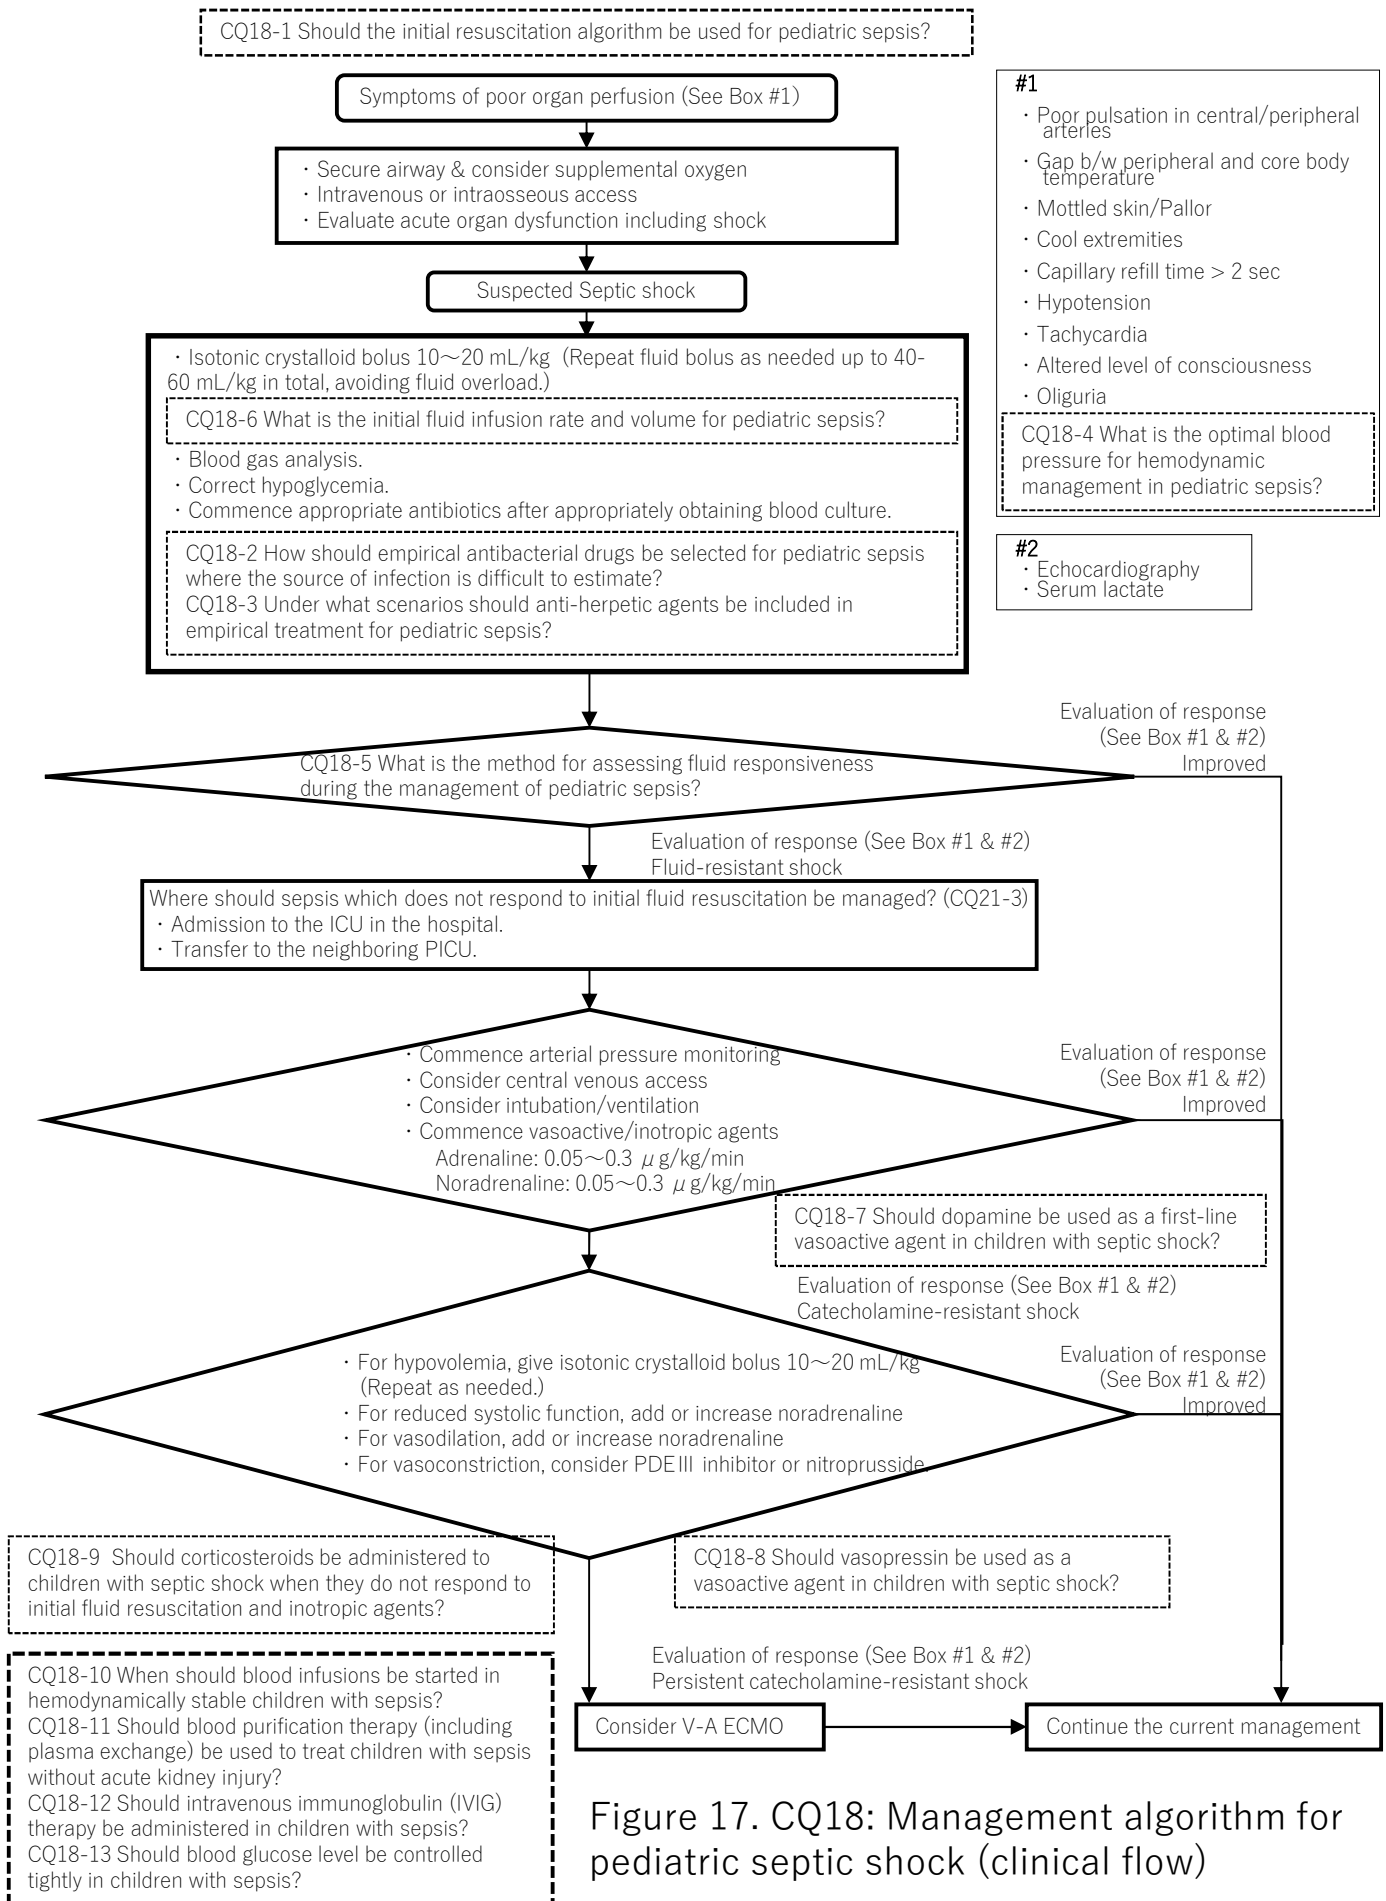 CQ18-1 Should the initial resuscitation algorithm be used for pediatric sepsis?
Symptoms of poor organ perfusion (See Box #1)
・Secure airway & consider supplemental oxygen
・Intravenous or intraosseous access
・Evaluate acute organ dysfunction including shock
Suspected Septic shock
・Isotonic crystalloid bolus 10～20 mL/kg (Repeat fluid bolus as needed up to 40-
60 mL/kg in total, avoiding fluid overload.)
CQ18-6 What is the initial fluid infusion rate and volume for pediatric sepsis?
・Blood gas analysis.
・Correct hypoglycemia.
・Commence appropriate antibiotics after appropriately obtaining blood culture.
CQ18-2 How should empirical antibacterial drugs be selected for pediatric sepsis
where the source of infection is difficult to estimate?
CQ18-3 Under what scenarios should anti-herpetic agents be included in
empirical treatment for pediatric sepsis?
#1
・Poor pulsation in central/peripheral
arteries
・Gap b/w peripheral and core body
temperature
・Mottled skin/Pallor
・Cool extremities
・Capillary refill time > 2 sec
・Hypotension
・Tachycardia
・Altered level of consciousness
・Oliguria
CQ18-4 What is the optimal blood
pressure for hemodynamic
management in pediatric sepsis?
#2
・Echocardiography
・Serum lactate
CQ18-5 What is the method for assessing fluid responsiveness
during the management of pediatric sepsis?
Evaluation of response
(See Box #1 & #2)
Improved
Evaluation of response (See Box #1 & #2)
Fluid-resistant shock
Where should sepsis which does not respond to initial fluid resuscitation be managed? (CQ21-3)
・Admission to the ICU in the hospital.
・Transfer to the neighboring PICU.
・Commence arterial pressure monitoring
・Consider central venous access
・Consider intubation/ventilation
・Commence vasoactive/inotropic agents
Adrenaline: 0.05～0.3 μg/kg/min
Noradrenaline: 0.05～0.3 μg/kg/min
Evaluation of response
(See Box #1 & #2)
Improved
CQ18-7 Should dopamine be used as a first-line
vasoactive agent in children with septic shock?
Evaluation of response (See Box #1 & #2)
Catecholamine-resistant shock
・For hypovolemia, give isotonic crystalloid bolus 10～20 mL/kg
(Repeat as needed.)
・For reduced systolic function, add or increase noradrenaline
・For vasodilation, add or increase noradrenaline
・For vasoconstriction, consider PDEIII inhibitor or nitroprusside.
Evaluation of response
(See Box #1 & #2)
Improved
CQ18-9 Should corticosteroids be administered to
children with septic shock when they do not respond to
initial fluid resuscitation and inotropic agents?
CQ18-8 Should vasopressin be used as a
vasoactive agent in children with septic shock?
Evaluation of response (See Box #1 & #2)
Persistent catecholamine-resistant shock
Consider V-A ECMO
Continue the current management
CQ18-10 When should blood infusions be started in
hemodynamically stable children with sepsis?
CQ18-11 Should blood purification therapy (including
plasma exchange) be used to treat children with sepsis
without acute kidney injury?
CQ18-12 Should intravenous immunoglobulin (IVIG)
therapy be administered in children with sepsis?
CQ18-13 Should blood glucose level be controlled
tightly in children with sepsis?
Figure 17. CQ18: Management algorithm for
pediatric septic shock (clinical flow)